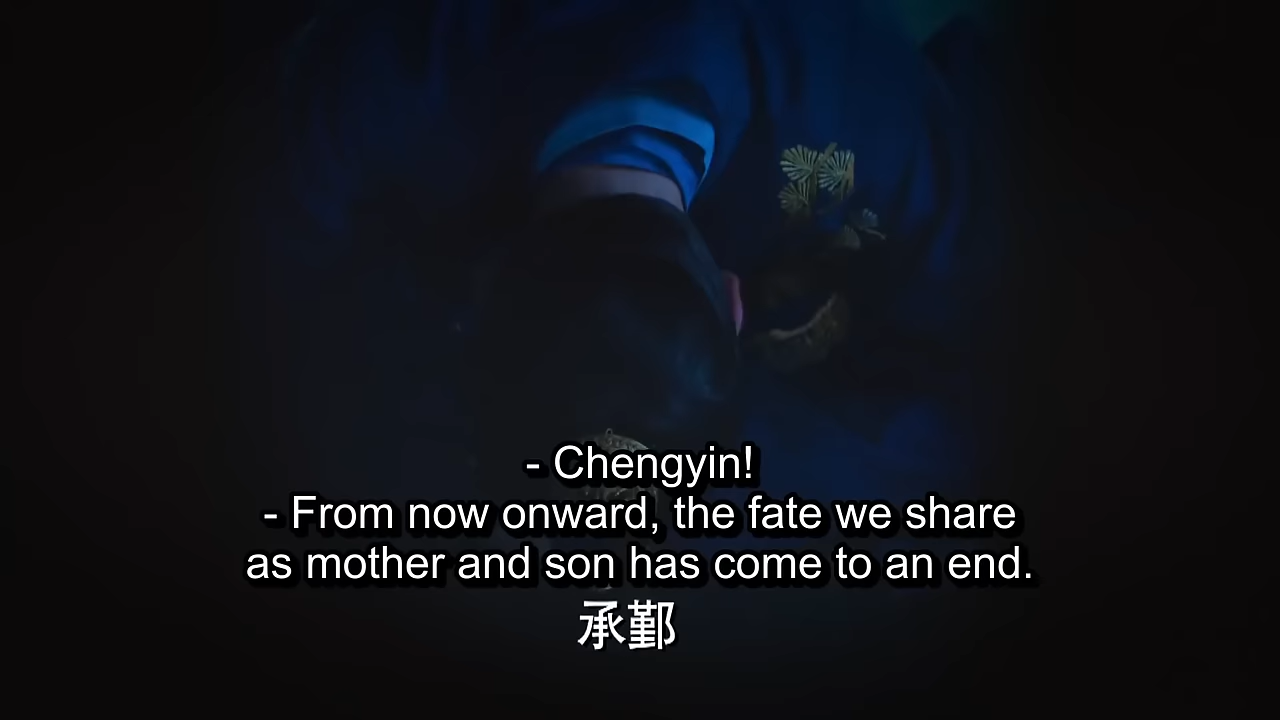 - Chengyin!
- From now onward, the fate we share
as mother and son has come to an end.
承鄞